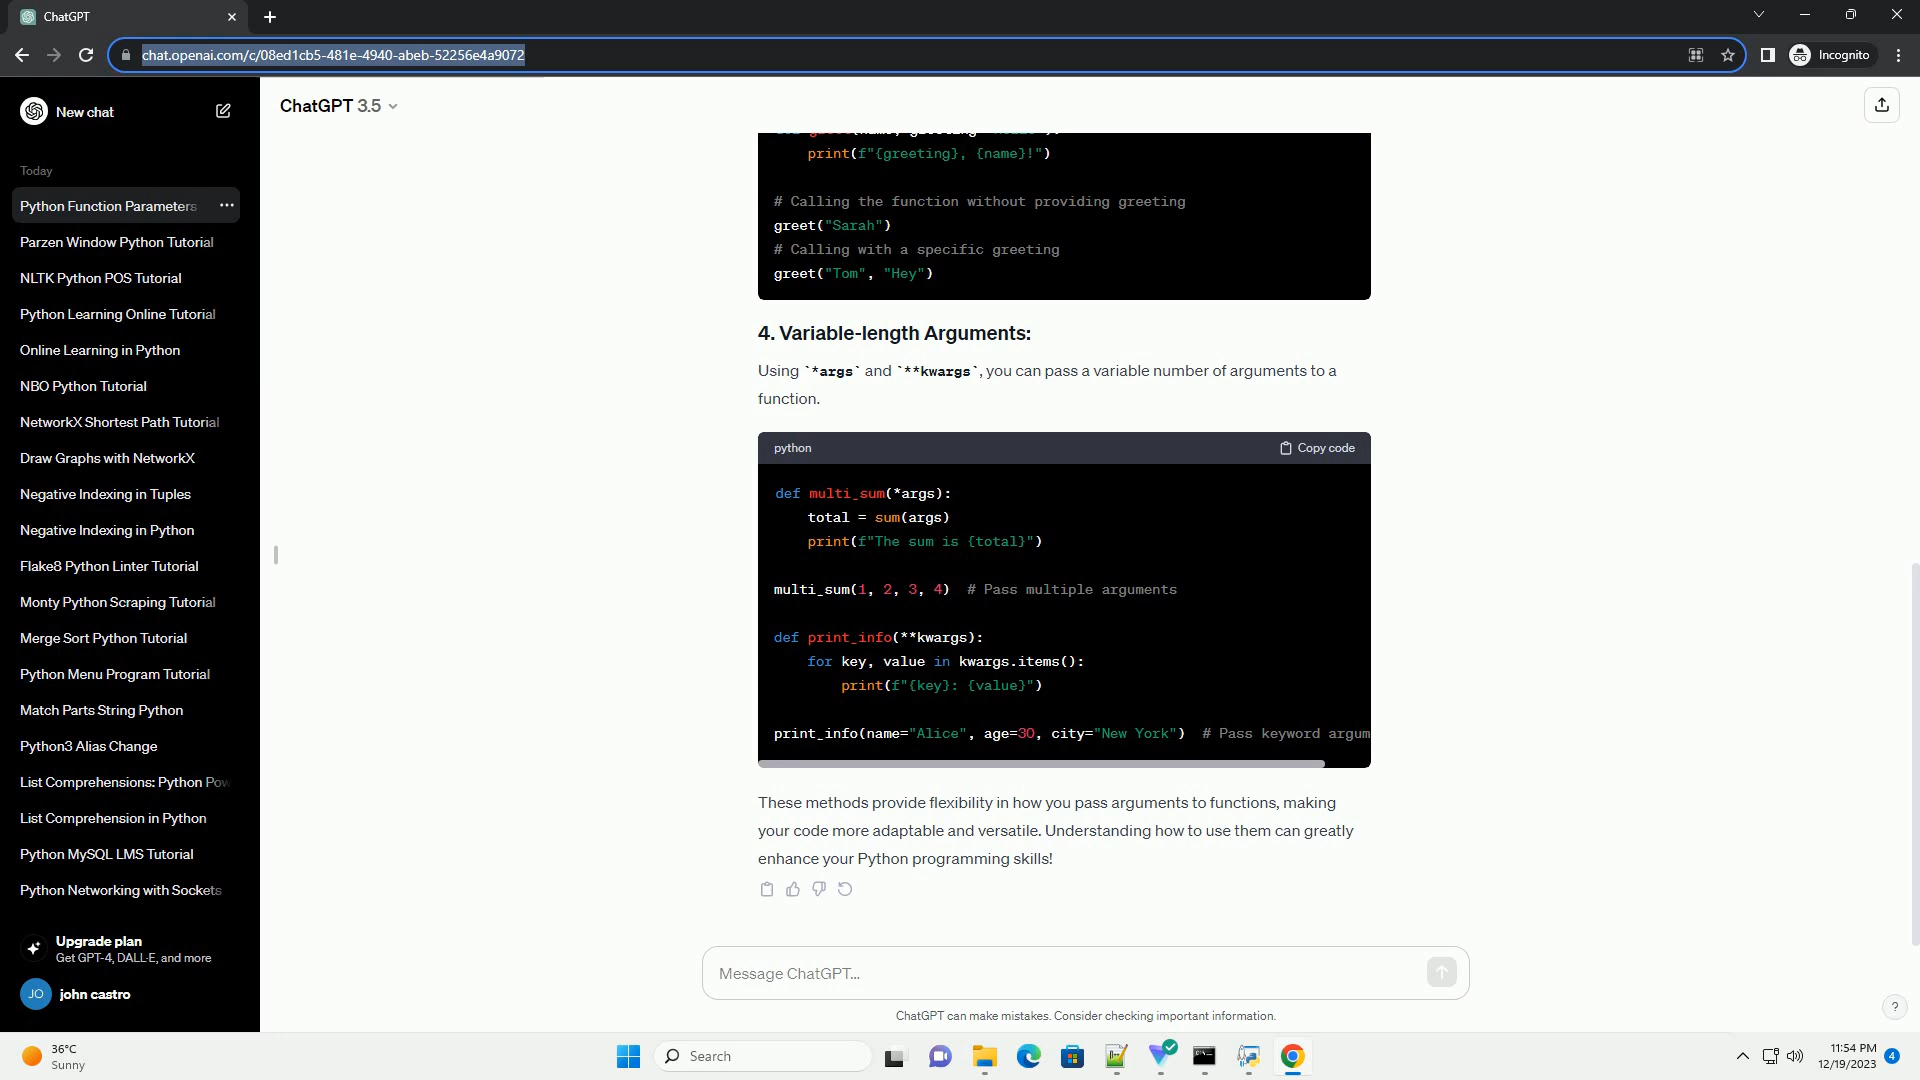 ChatGPT
chat.openai.com/c/08ed1cb5-481e-4940-abeb-52256e4a9072
Incognito
New chat
ChatGPT 3.5
Today
Python Function Parameters
Parzen Window Python Tutorial
NLTK Python POS Tutorial
Python Learning Online Tutorial
Online Learning in Python
NBO Python Tutorial
NetworkX Shortest Path Tutorial
Draw Graphs with NetworkX
Negative Indexing in Tuples
Negative Indexing in Python
Flake8 Python Linter Tutorial
Monty Python Scraping Tutorial
Merge Sort Python Tutorial
Python Menu Program Tutorial
Match Parts String Python
Python3 Alias Change
List Comprehensions: Python Pow
List Comprehension in Python
Python MySQL LMS Tutorial
Python Networking with Sockets
Upgrade plan
Get GPT-4, DALL·E, and more
JO john castro
print(f"{greeting}, {name}!")
# Calling the function without providing greeting
greet("Sarah")
# Calling with a specific greeting
greet("Tom", "Hey")
4. Variable-length Arguments:
Using `*args` and `**kwargs`, you can pass a variable number of arguments to a
function.
python
Copy code
def multi_sum(*args):
total = sum(args)
print(f"The sum is {total}")
multi_sum(1, 2, 3, 4)  # Pass multiple arguments
def print_info(**kwargs):
for key, value in kwargs.items():
print(f"{key}: {value}")
print_info(name="Alice", age=30, city="New York")  # Pass keyword argum
These methods provide flexibility in how you pass arguments to functions, making
your code more adaptable and versatile. Understanding how to use them can greatly
enhance your Python programming skills!
Message ChatGPT...
ChatGPT can make mistakes. Consider checking important information.
?
36°C
Sunny
Search
11:54 PM
12/19/2023
4